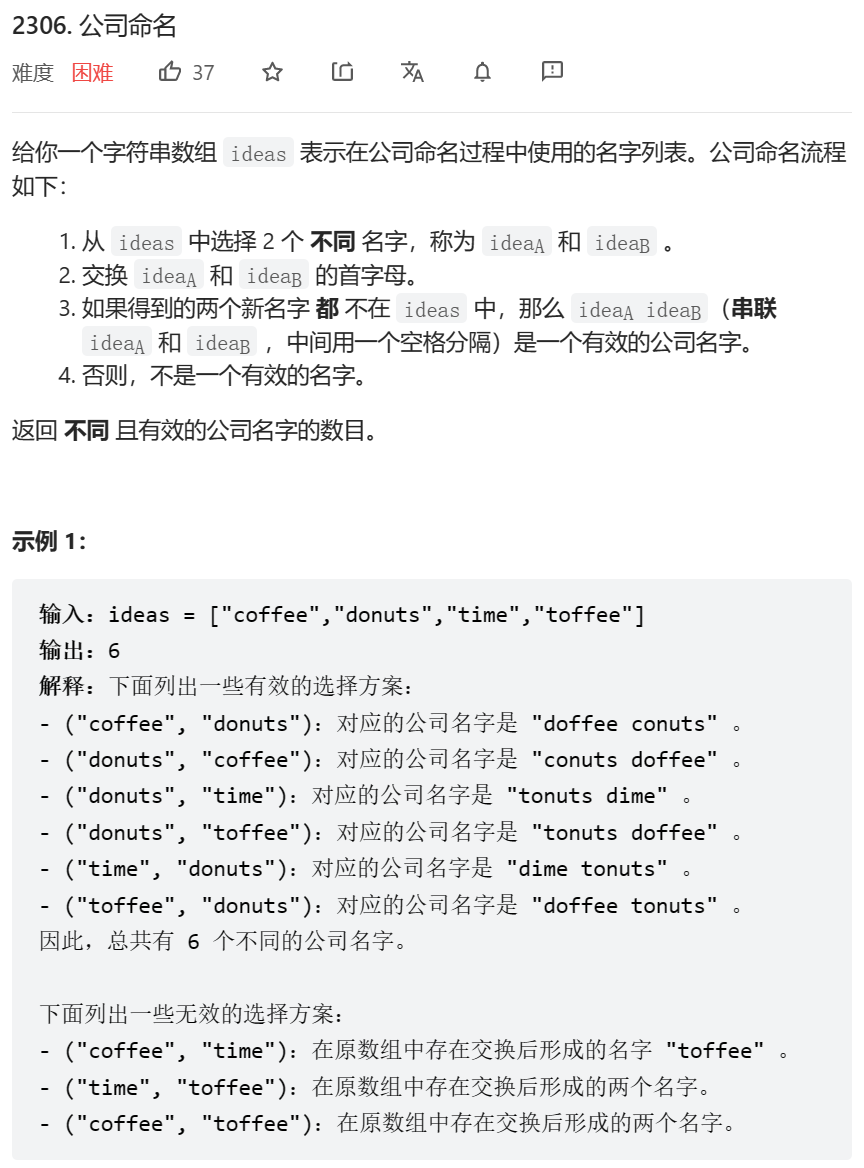 2306. 公司命名
难度 困难 37
给你一个字符串数组 ideas 表示在公司命名过程中使用的名字列表。公司命名流程
如下：
1. 从 ideas 中选择 2 个 不同 名字，称为 ideaA 和 ideaB 。
2. 交换 ideaA 和 ideaB 的首字母。
3. 如果得到的两个新名字 都 不在 ideas 中，那么 ideaA ideaB（串联
ideaA 和 ideaB ，中间用一个空格分隔）是一个有效的公司名字。
4. 否则，不是一个有效的名字。
返回 不同 且有效的公司名字的数目。
示例 1：
输入：ideas = ["coffee","donuts","time","toffee"]
输出：6
解释：下面列出一些有效的选择方案：
- ("coffee", "donuts")：对应的公司名字是 "doffee conuts" 。
- ("donuts", "coffee")：对应的公司名字是 "conuts doffee" 。
- ("donuts", "time")：对应的公司名字是 "tonuts dime" 。
- ("donuts", "toffee")：对应的公司名字是 "tonuts doffee" 。
- ("time", "donuts")：对应的公司名字是 "dime tonuts" 。
- ("toffee", "donuts")：对应的公司名字是 "doffee tonuts" 。
因此，总共有 6 个不同的公司名字。
下面列出一些无效的选择方案：
- ("coffee", "time")：在原数组中存在交换后形成的名字 "toffee" 。
- ("time", "toffee")：在原数组中存在交换后形成的两个名字。
- ("coffee", "toffee")：在原数组中存在交换后形成的两个名字。